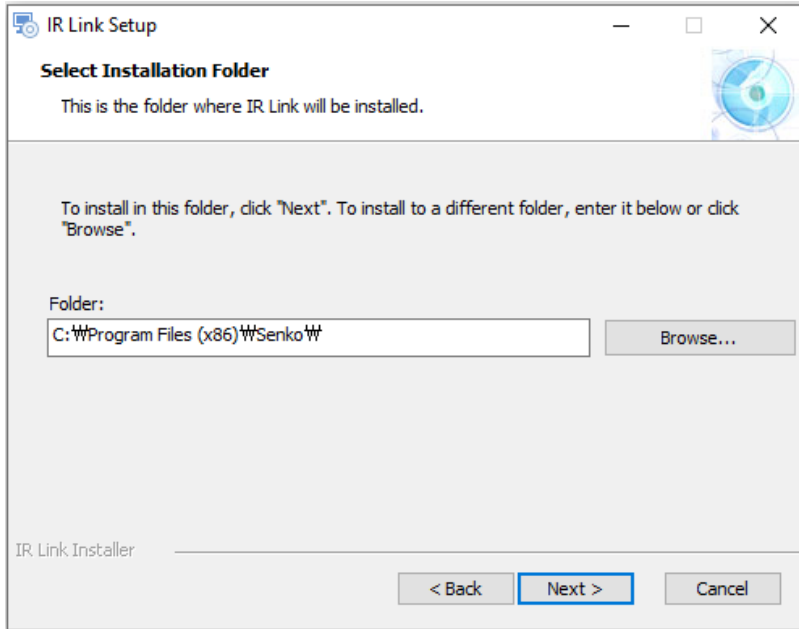 IR Link Setup
Select Installation Folder
This is the folder where IR Link will be installed.
To install in this folder, click "Next". To install to a different folder, enter it below or click
"Browse".
Folder:
C:₩Program Files (x86)₩Senko₩
Browse...
IR Link Installer
< Back
Next >
Cancel